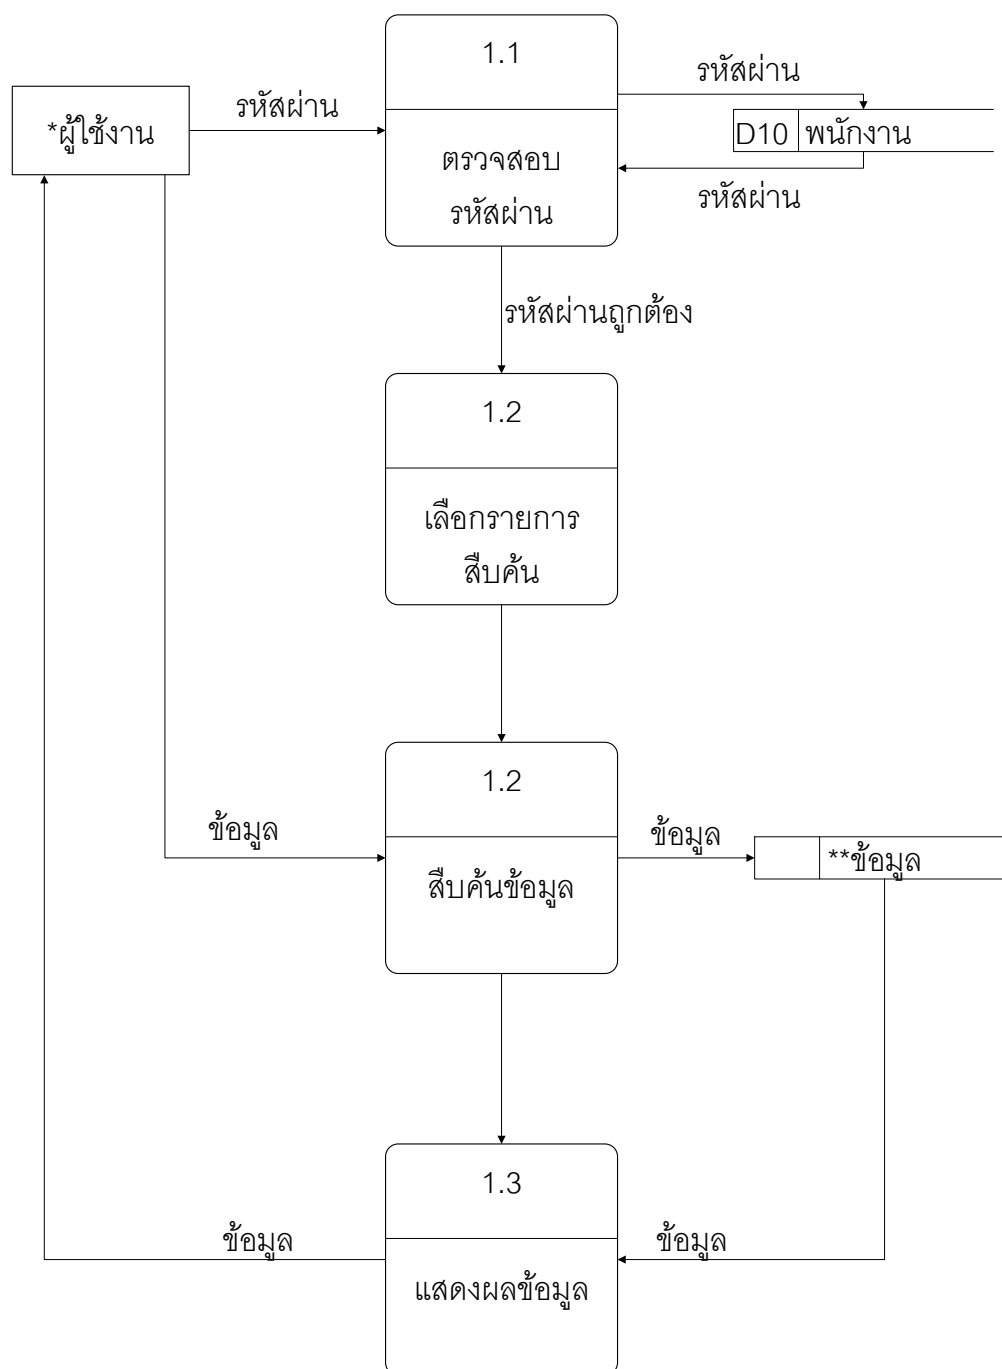 1.1
รหัสผ่าน
*ผู้ใช้งาน
รหัสผ่าน
D10 พนักงาน
ตรวจสอบ
รหัสผ่าน
รหัสผ่าน
รหัสผ่านถูกต้อง
1.2
เลือกรายการ
สืบค้น
1.2
ข้อมูล
ข้อมูล
**ข้อมูล
สืบค้นข้อมูล
1.3
ข้อมูล
ข้อมูล
แสดงผลข้อมูล